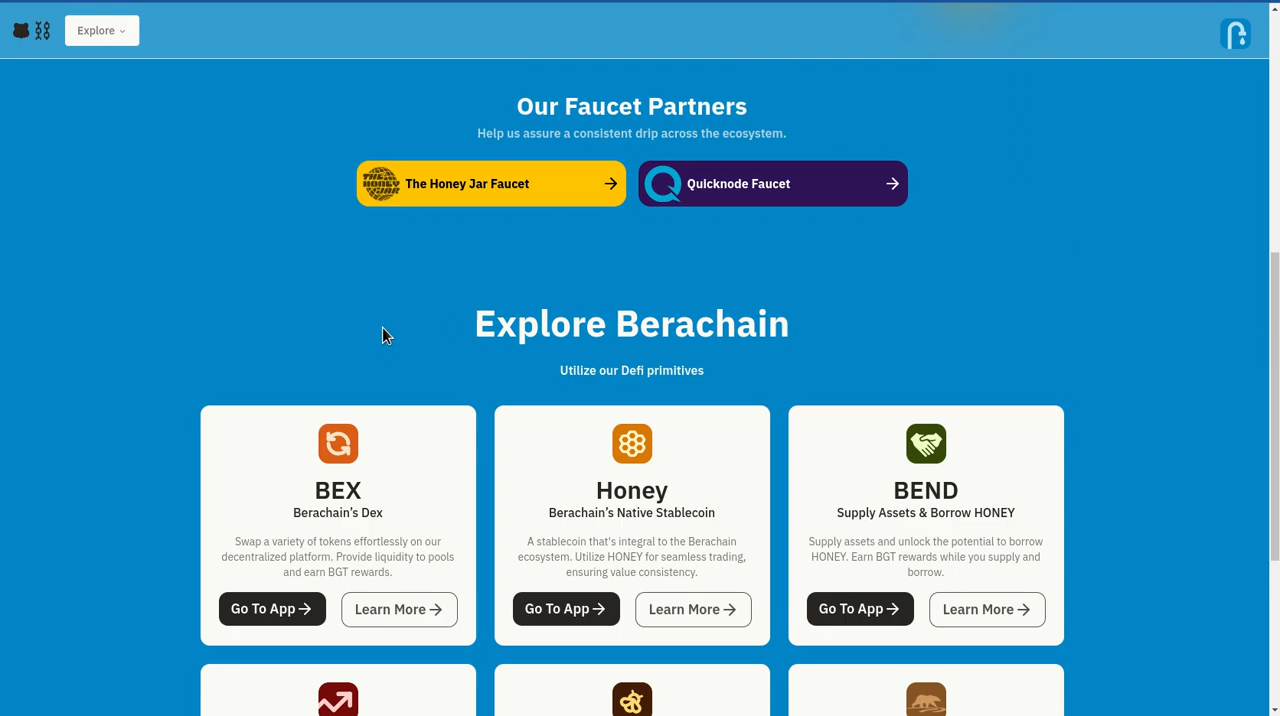 Explore
Our Faucet Partners
Help us assure a consistent drip across the ecosystem.
THE HONEY JAR
The Honey Jar Faucet
Quicknode Faucet
Explore Berachain
Utilize our Defi primitives
BEX
Berachain’s Dex
Swap a variety of tokens effortlessly on our
decentralized platform. Provide liquidity to pools
and earn BGT rewards.
Go To App
Learn More
Honey
Berachain’s Native Stablecoin
A stablecoin that's integral to the Berachain
ecosystem. Utilize HONEY for seamless trading,
ensuring value consistency.
Go To App
Learn More
BEND
Supply Assets & Borrow HONEY
Supply assets and unlock the potential to borrow
HONEY. Earn BGT rewards while you supply and
borrow.
Go To App
Learn More